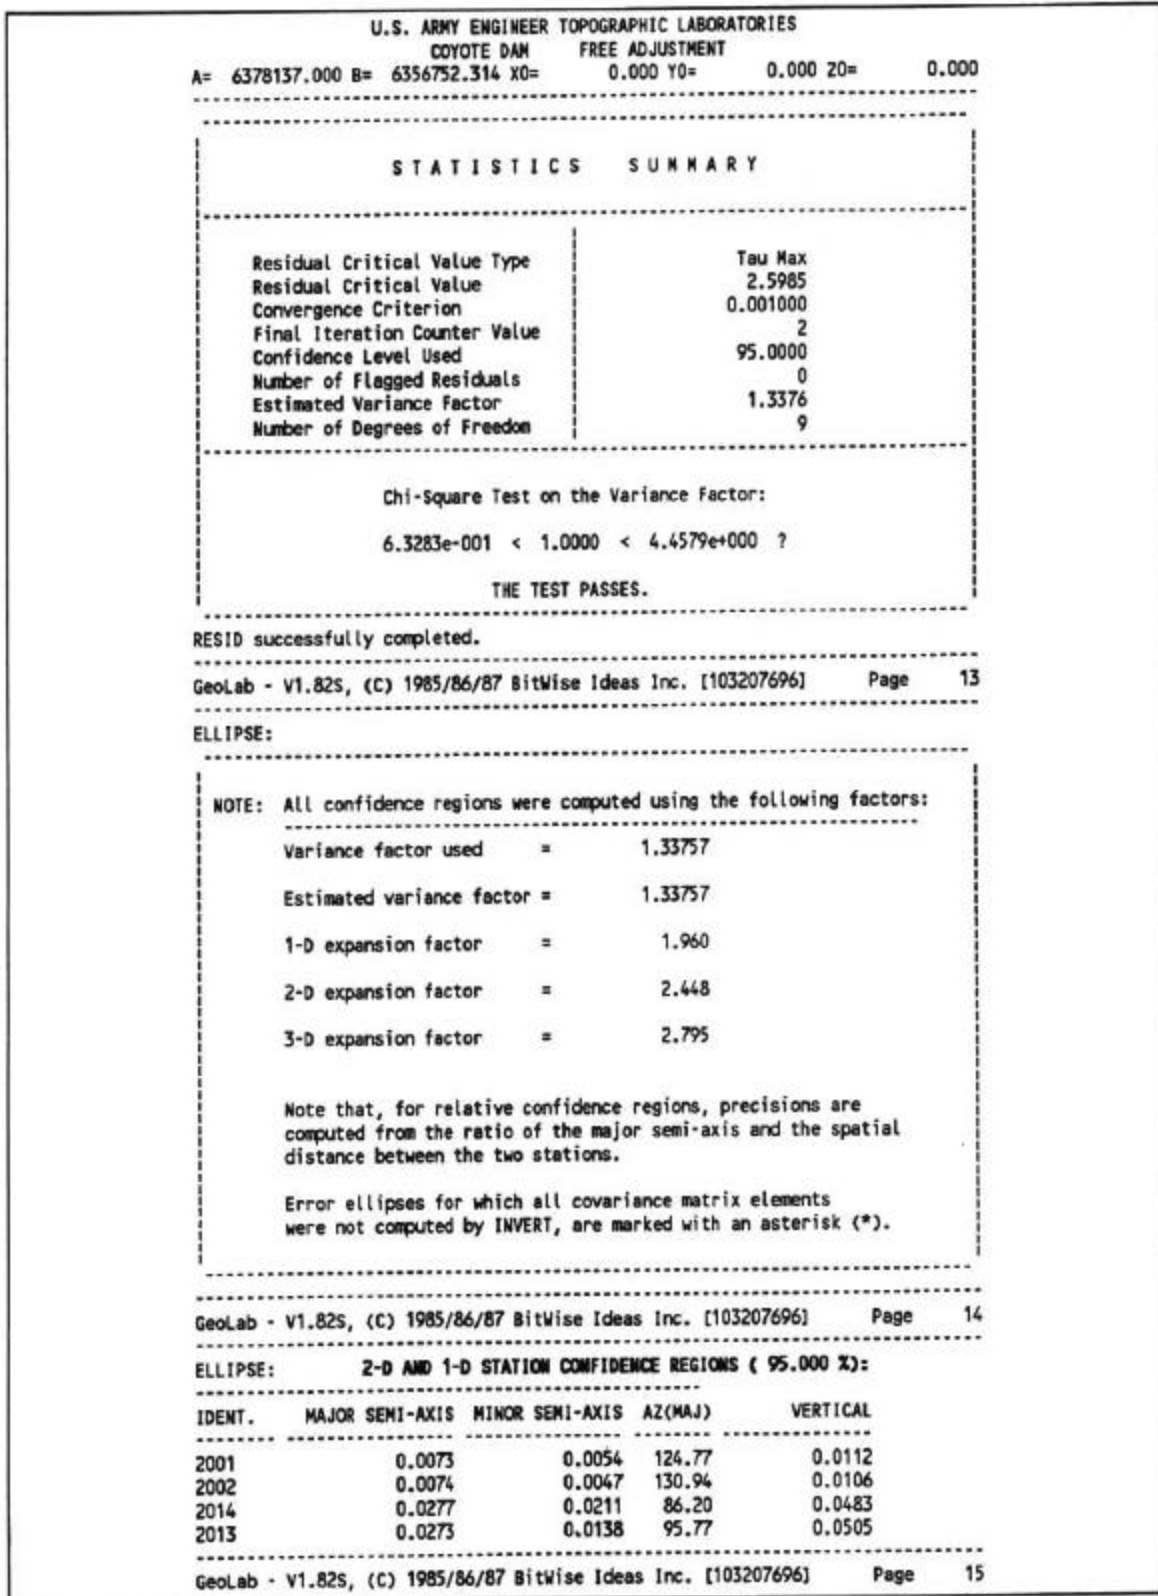 U.S. ARMY ENGINEER TOPOGRAPHIC LABORATORIES
COYOTE DAM FREE ADJUSTMENT
A= 6378137.000 B= 6356752.314 X0= 0.000 Y0= 0.000 Z0= 0.000
STATISTICS SUMMARY
Residual Critical Value Type Tau Max
Residual Critical Value 2.5985
Convergence Criterion 0.001000
Final Iteration Counter Value 2
Confidence Level Used 95.0000
Number of Flagged Residuals 0
Estimated Variance Factor 1.3376
Number of Degrees of Freedom 9
Chi-Square Test on the Variance Factor:
6.3283e-001 < 1.0000 < 4.4579e+000 ?
THE TEST PASSES.
RESID successfully completed.
GeoLab - V1.82S, (C) 1985/86/87 BitWise Ideas Inc. [103207696] Page 13
ELLIPSE:
NOTE: All confidence regions were computed using the following factors:
Variance factor used = 1.33757
Estimated variance factor = 1.33757
1-D expansion factor = 1.960
2-D expansion factor = 2.448
3-D expansion factor = 2.795
Note that, for relative confidence regions, precisions are
computed from the ratio of the major semi-axis and the spatial
distance between the two stations.
Error ellipses for which all covariance matrix elements
were not computed by INVERT, are marked with an asterisk (*).
GeoLab - V1.82S, (C) 1985/86/87 BitWise Ideas Inc. [103207696] Page 14
ELLIPSE: 2-D AND 1-D STATION CONFIDENCE REGIONS ( 95.000 %):
IDENT. MAJOR SEMI-AXIS MINOR SEMI-AXIS AZ(MAJ) VERTICAL
2001 0.0073 0.0054 124.77 0.0112
2002 0.0074 0.0047 130.94 0.0106
2014 0.0277 0.0211 86.20 0.0483
2013 0.0273 0.0138 95.77 0.0505
GeoLab - V1.82S, (C) 1985/86/87 BitWise Ideas Inc. [103207696] Page 15